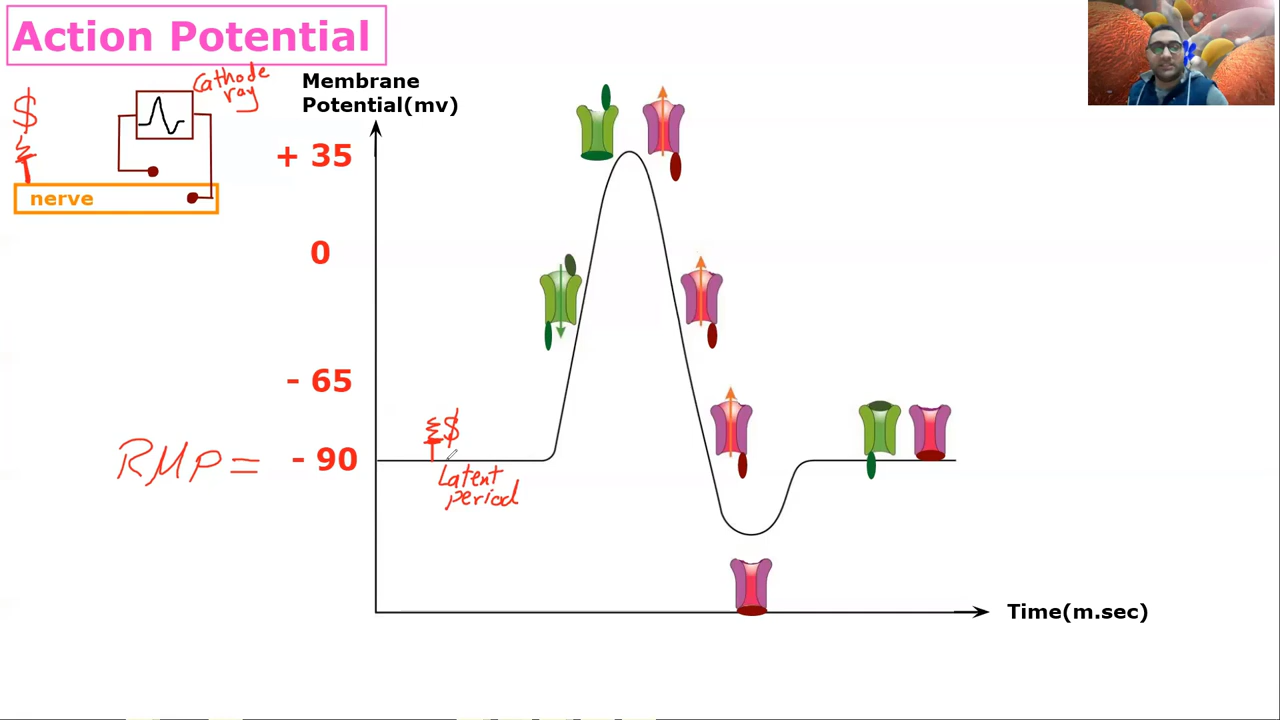 Action Potential
Cathode
ray
$
nerve
Membrane
Potential(mv)
+ 35
0
- 65
RMP = - 90
$
Latent
period
Time(m.sec)